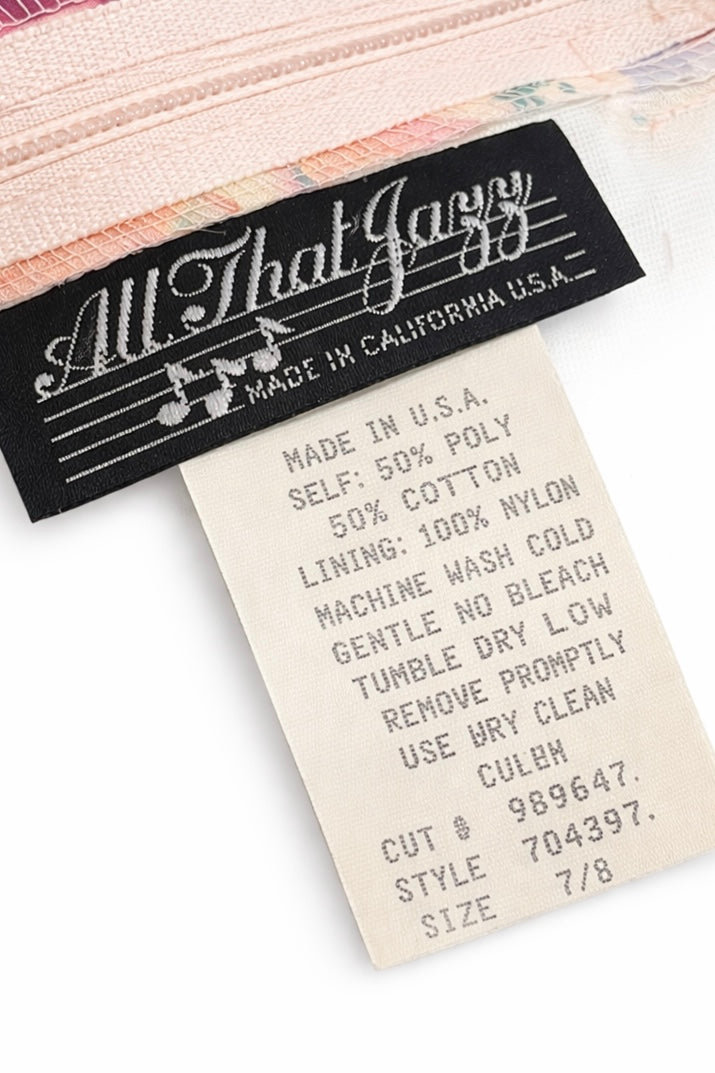 All That Jazz
MADE IN CALIFORNIA U.S.A.
MADE IN U.S.A.
SELF: 50% POLY
50% COTTON
LINING: 100% NYLON
MACHINE WASH COLD
GENTLE NO BLEACH
TUMBLE DRY LOW
REMOVE PROMPTLY
USE WRY CLEAN
CULBN
CUT # 989647.
STYLE 704397.
SIZE 7/8